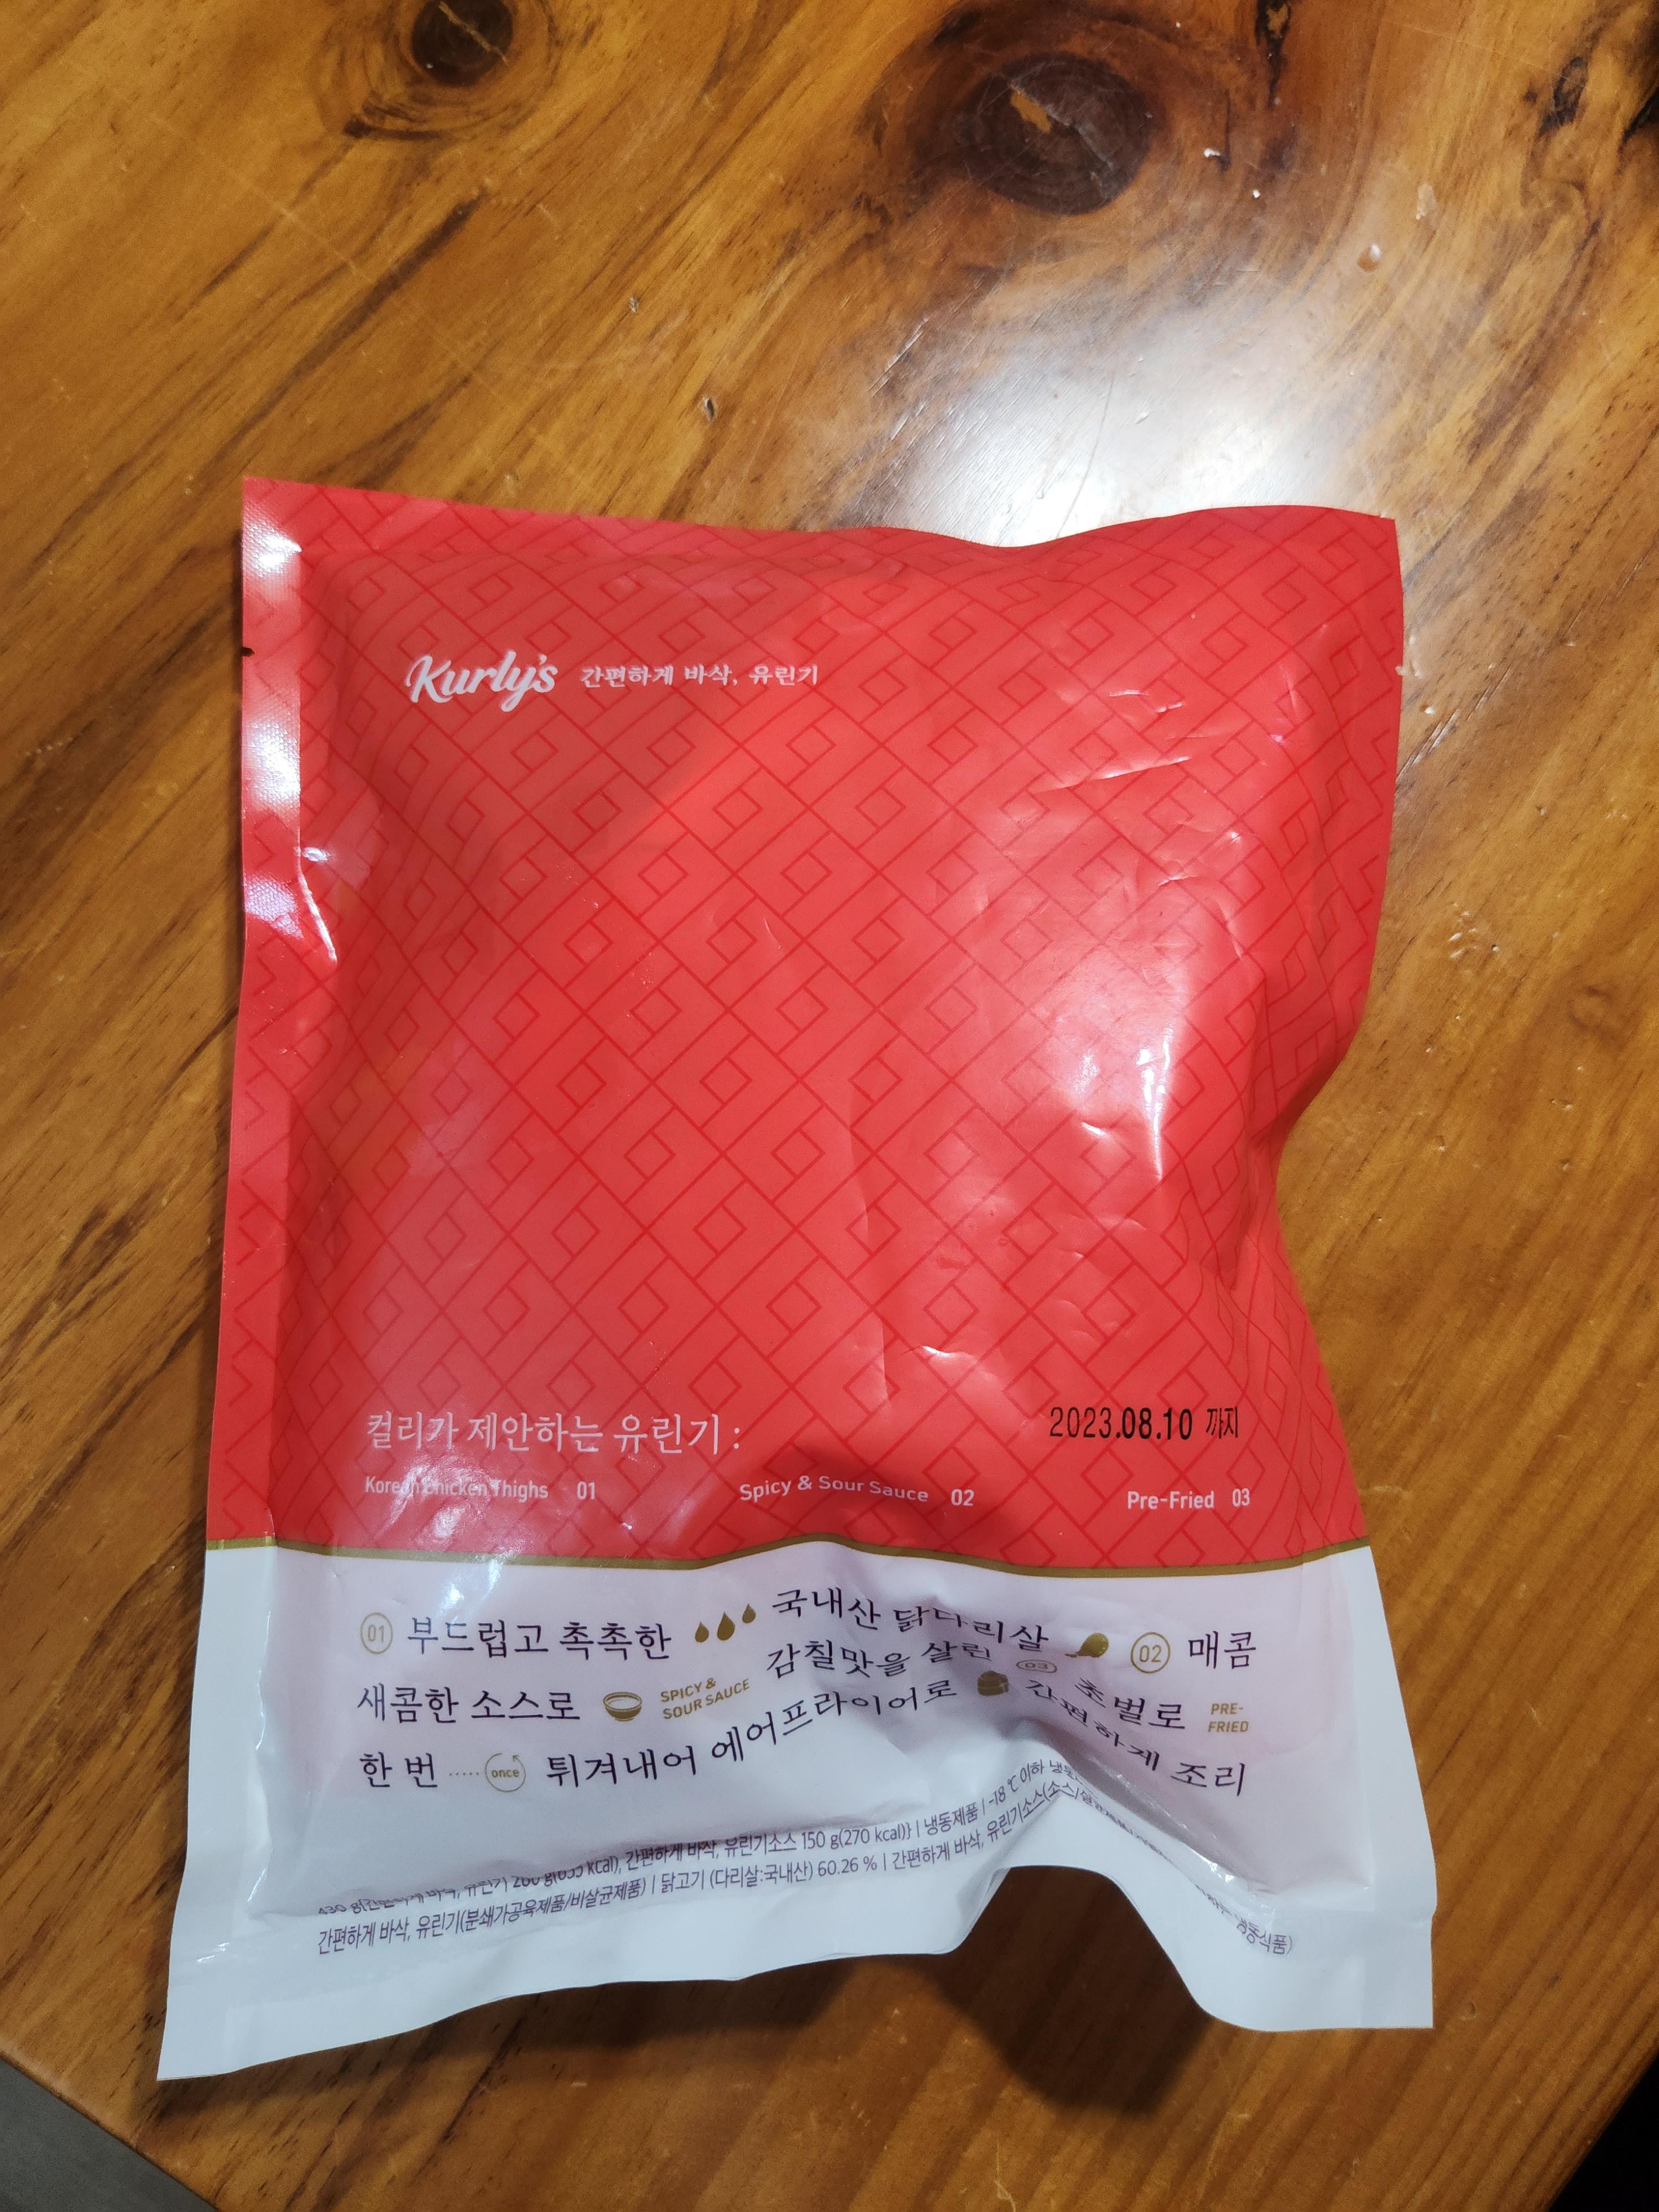 Kurly's 간편하게 바삭, 유린기
컬리가 제안하는 유린기 :
2023.08.10 까지
Korean Chicken Thighs 01
Spicy & Sour Sauce 02
Pre-Fried 03
01 부드럽고 촉촉한 국내산 닭다리살 02 매콤
새콤한 소스로 SPICY & SOUR SAUCE 감칠맛을 살린 03 초벌로 PRE-FRIED
한 번 once 튀겨내어 에어프라이어로 간편하게 조리
간편하게 바삭, 유린기소스 150 g(270 kcal)} | 냉동제품 | -18 ℃ 이하
간편하게 바삭, 유린기(분쇄가공육제품/비살균제품) | 닭고기 (다리살:국내산) 60.26 % | 간편하게 바삭, 유린기소스(소스/ 냉동식품)